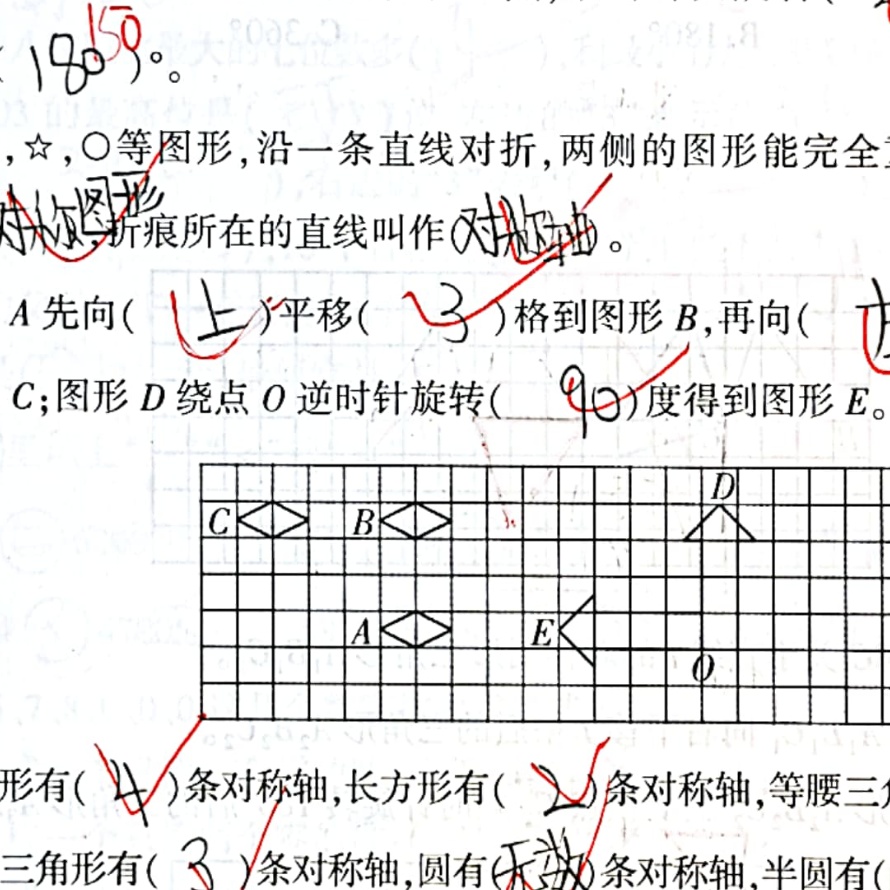 (180 150)°。
,☆,○等图形,沿一条直线对折,两侧的图形能完全
对称图形,折痕所在的直线叫作(对称轴)。
A先向(上)平移(3)格到图形B,再向(
C;图形D绕点O逆时针旋转(90)度得到图形E。
D
C B
A E
O
形有(4)条对称轴,长方形有(2)条对称轴,等腰三
三角形有(3)条对称轴,圆有(无数)条对称轴,半圆有(